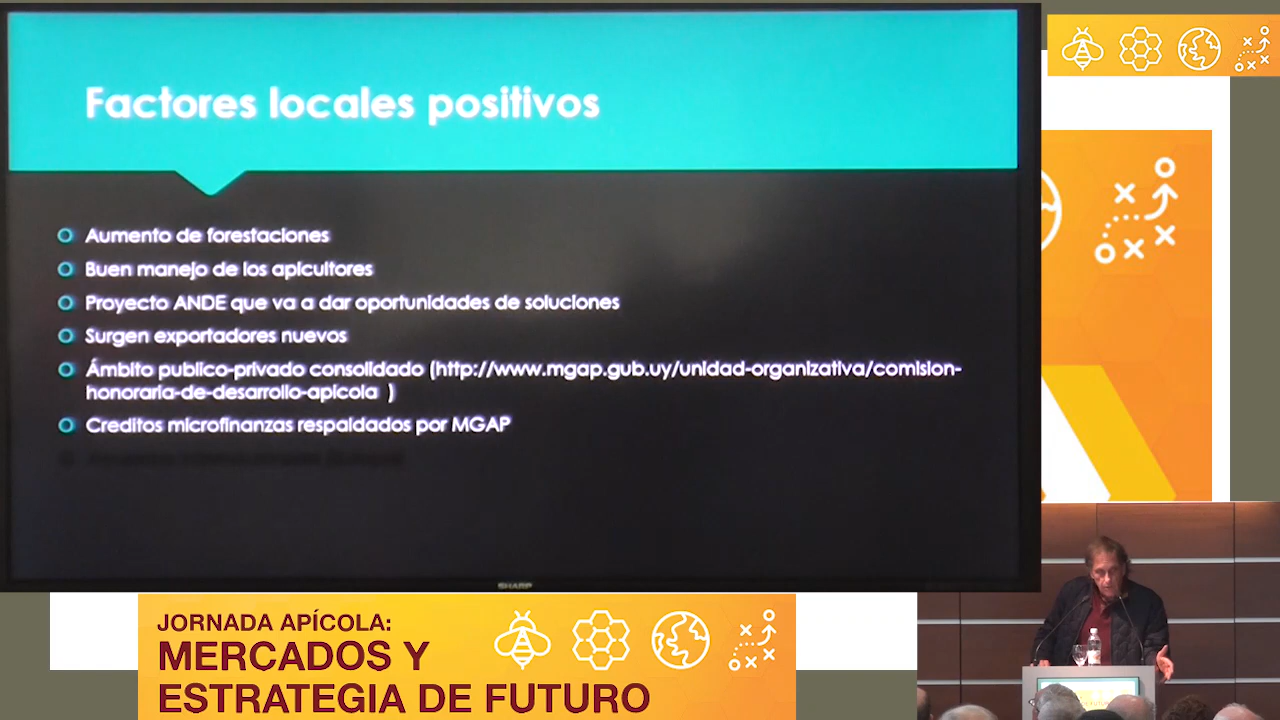 Factores locales positivos
Aumento de forestaciones
Buen manejo de los apicultores
Proyecto ANDE que va a dar oportunidades de soluciones
Surgen exportadores nuevos
Ámbito publico-privado consolidado (http://www.mgap.gub.uy/unidad-organizativa/comision-
honoraria-de-desarrollo-apicola )
Creditos microfinanzas respaldados por MGAP
SHARP
JORNADA APÍCOLA:
MERCADOS Y
ESTRATEGIA DE FUTURO